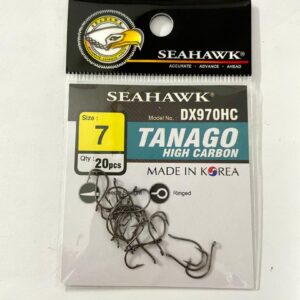 SEAHAWK
SEAHAWK®
ACCURATE • ADVANCE • AHEAD
SEAHAWK®
Model No. DX970HC
Size :
7
TANAGO
HIGH CARBON
Qty :
20pcs
MADE IN KOREA
Ringed